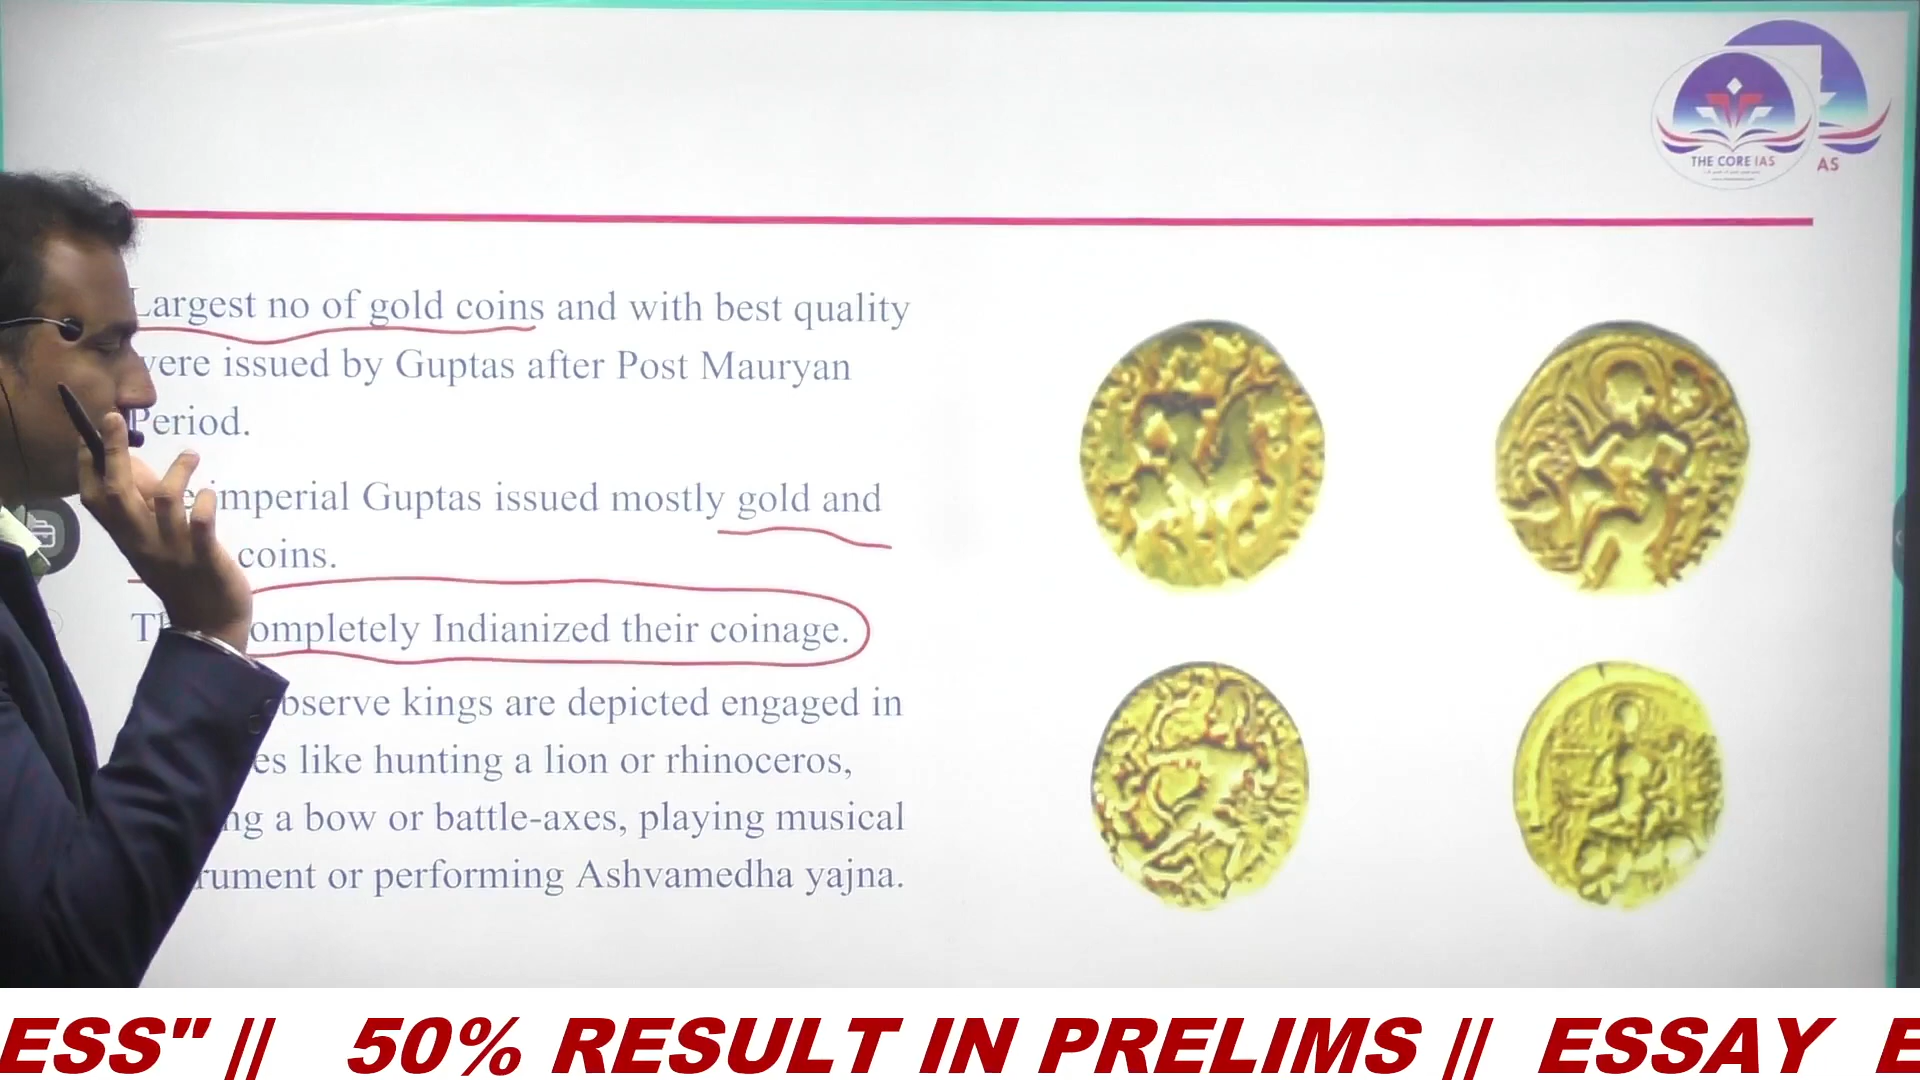 THE CORE IAS
AS
Largest no of gold coins and with best quality
were issued by Guptas after Post Mauryan
Period.
imperial Guptas issued mostly gold and
coins.
ompletely Indianized their coinage.
bserve kings are depicted engaged in
es like hunting a lion or rhinoceros,
ng a bow or battle-axes, playing musical
rument or performing Ashvamedha yajna.
ESS" || 50% RESULT IN PRELIMS || ESSAY E